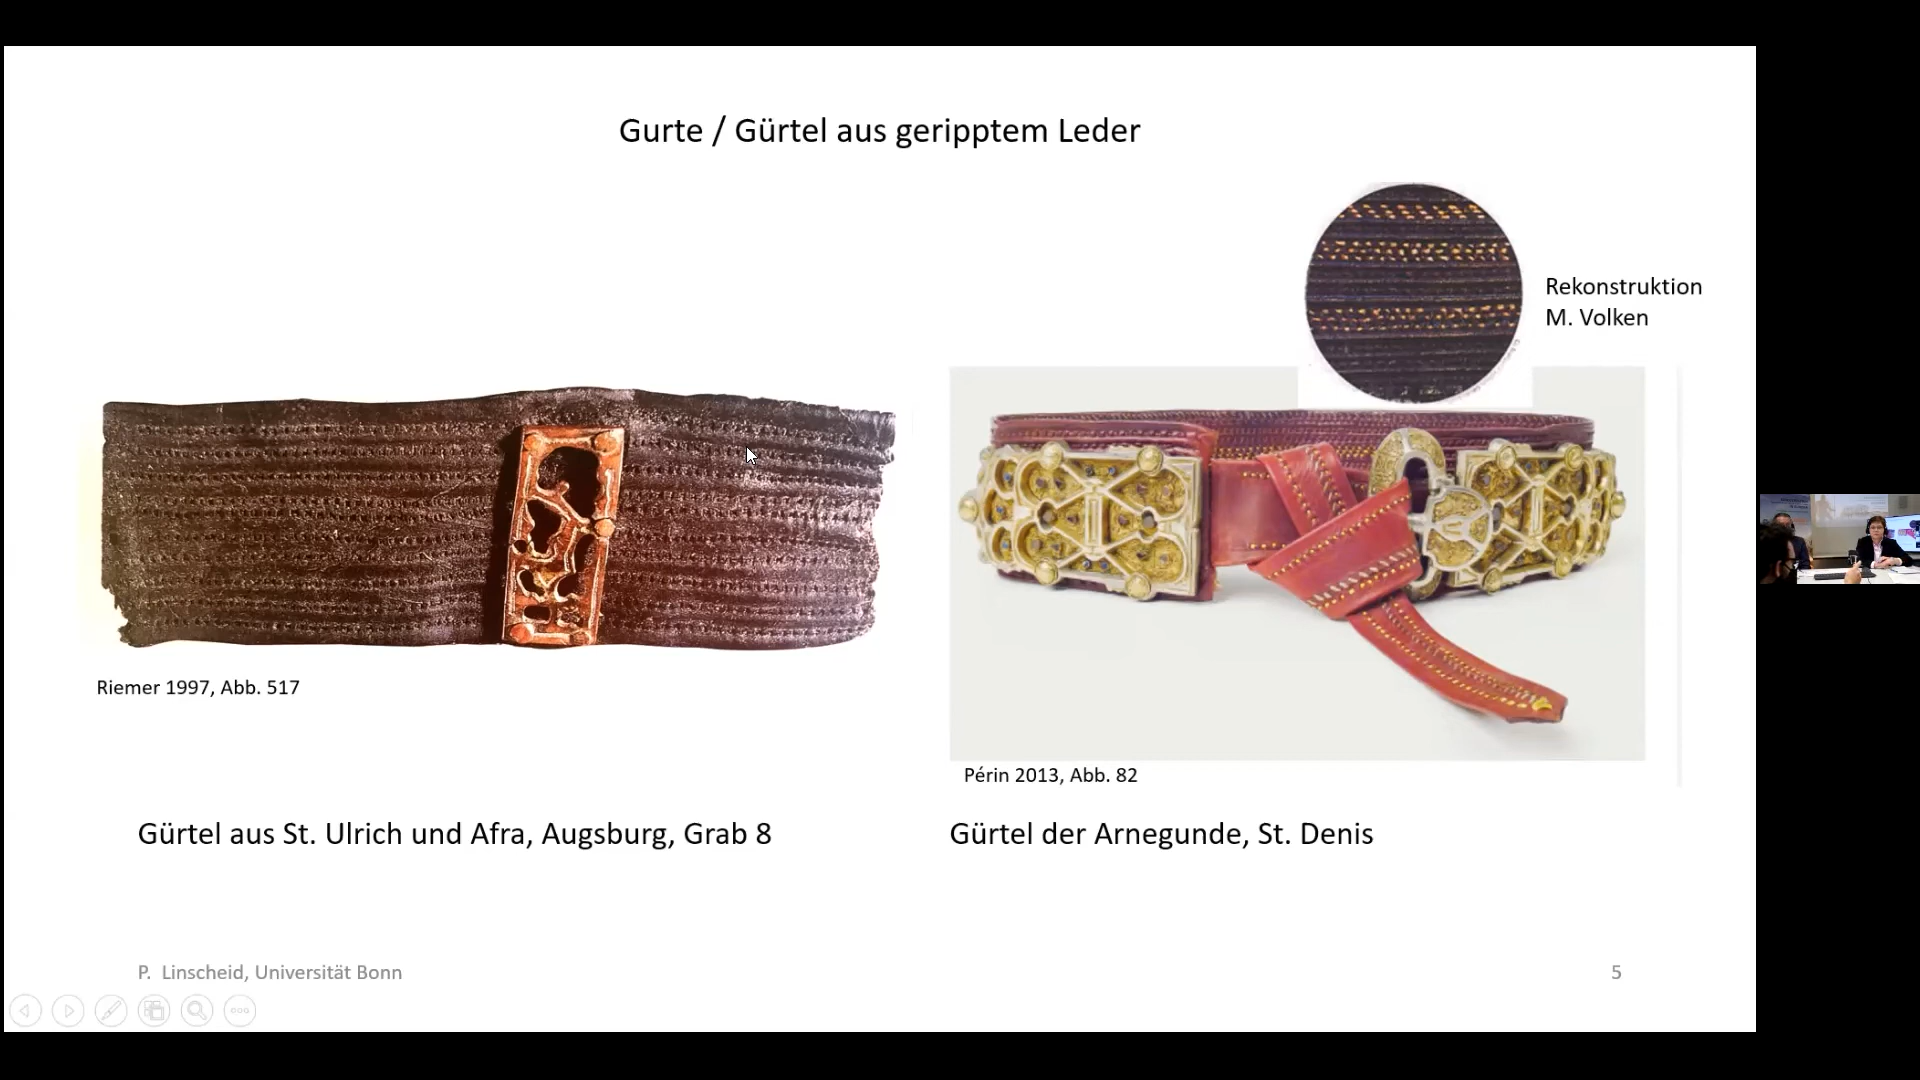 Gurte / Gürtel aus geripptem Leder
Rekonstruktion
M. Volken
Riemer 1997, Abb. 517
Périn 2013, Abb. 82
Gürtel aus St. Ulrich und Afra, Augsburg, Grab 8
Gürtel der Arnegunde, St. Denis
P. Linscheid, Universität Bonn
5